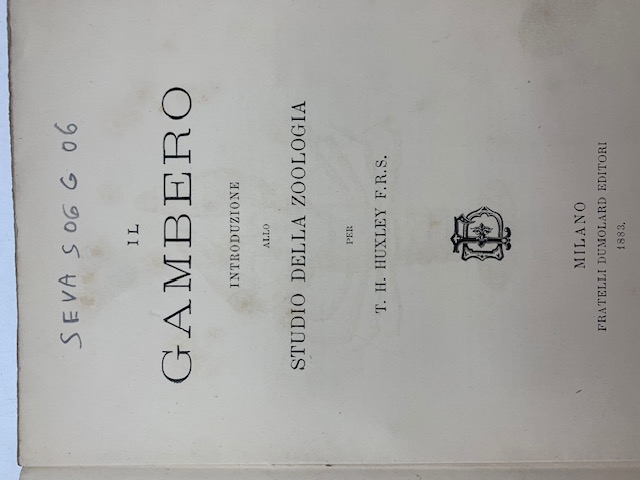 SEVA S 06 G 06
IL
GAMBERO
INTRODUZIONE
ALLO
STUDIO DELLA ZOOLOGIA
PER
T. H. HUXLEY F.R.S.
MILANO
FRATELLI DUMOLARD EDITORI
1883.